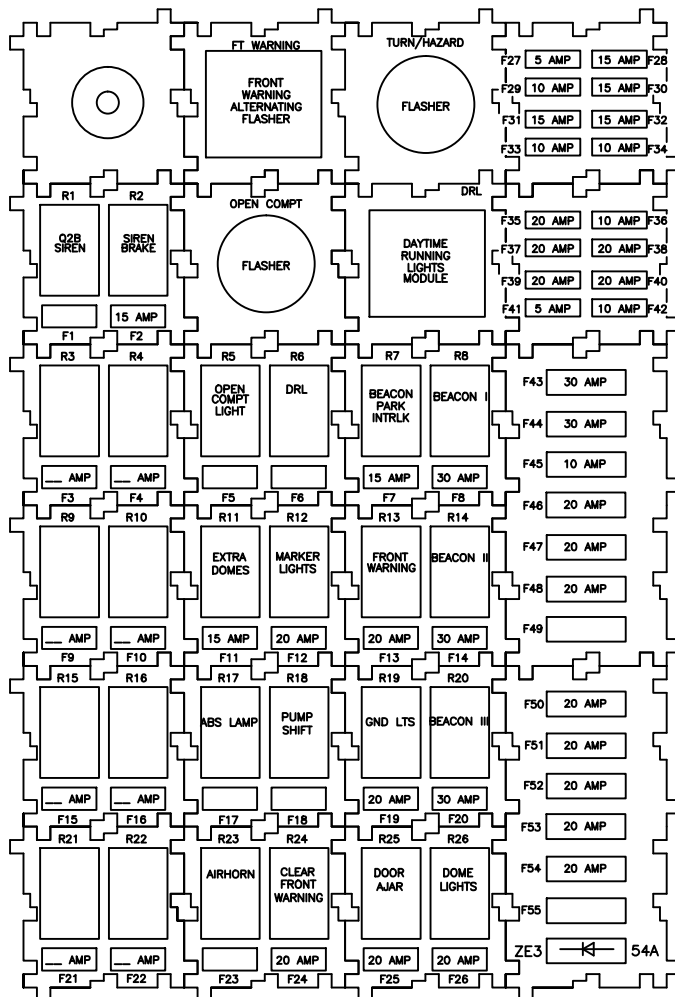 FT WARNING
FRONT
WARNING
ALTERNATING
FLASHER
TURN/HAZARD
FLASHER
F27 5 AMP 15 AMP F28
F29 10 AMP 15 AMP F30
F31 15 AMP 15 AMP F32
F33 10 AMP 10 AMP F34
R1 R2
Q2B
SIREN
SIREN
BRAKE
15 AMP
F1 F2
OPEN COMPT
FLASHER
DRL
DAYTIME
RUNNING
LIGHTS
MODULE
F35 20 AMP 10 AMP F36
F37 20 AMP 20 AMP F38
F39 20 AMP 20 AMP F40
F41 5 AMP 10 AMP F42
R3 R4
__ AMP __ AMP
F3 F4
R5 R6
OPEN
COMPT
LIGHT
DRL
F5 F6
R7 R8
BEACON
PARK
INTRLK
BEACON I
15 AMP 30 AMP
F7 F8
F43 30 AMP
F44 30 AMP
F45 10 AMP
F46 20 AMP
F47 20 AMP
F48 20 AMP
F49
R9 R10
__ AMP __ AMP
F9 F10
R11 R12
EXTRA
DOMES
MARKER
LIGHTS
15 AMP 20 AMP
F11 F12
R13 R14
FRONT
WARNING
BEACON II
20 AMP 30 AMP
F13 F14
R15 R16
__ AMP __ AMP
F15 F16
R17 R18
ABS LAMP
PUMP
SHIFT
F17 F18
R19 R20
GND LTS
BEACON III
20 AMP 30 AMP
F19 F20
F50 20 AMP
F51 20 AMP
F52 20 AMP
F53 20 AMP
F54 20 AMP
F55
ZE3 54A
R21 R22
__ AMP __ AMP
F21 F22
R23 R24
AIRHORN
CLEAR
FRONT
WARNING
20 AMP
F23 F24
R25 R26
DOOR
AJAR
DOME
LIGHTS
20 AMP 20 AMP
F25 F26